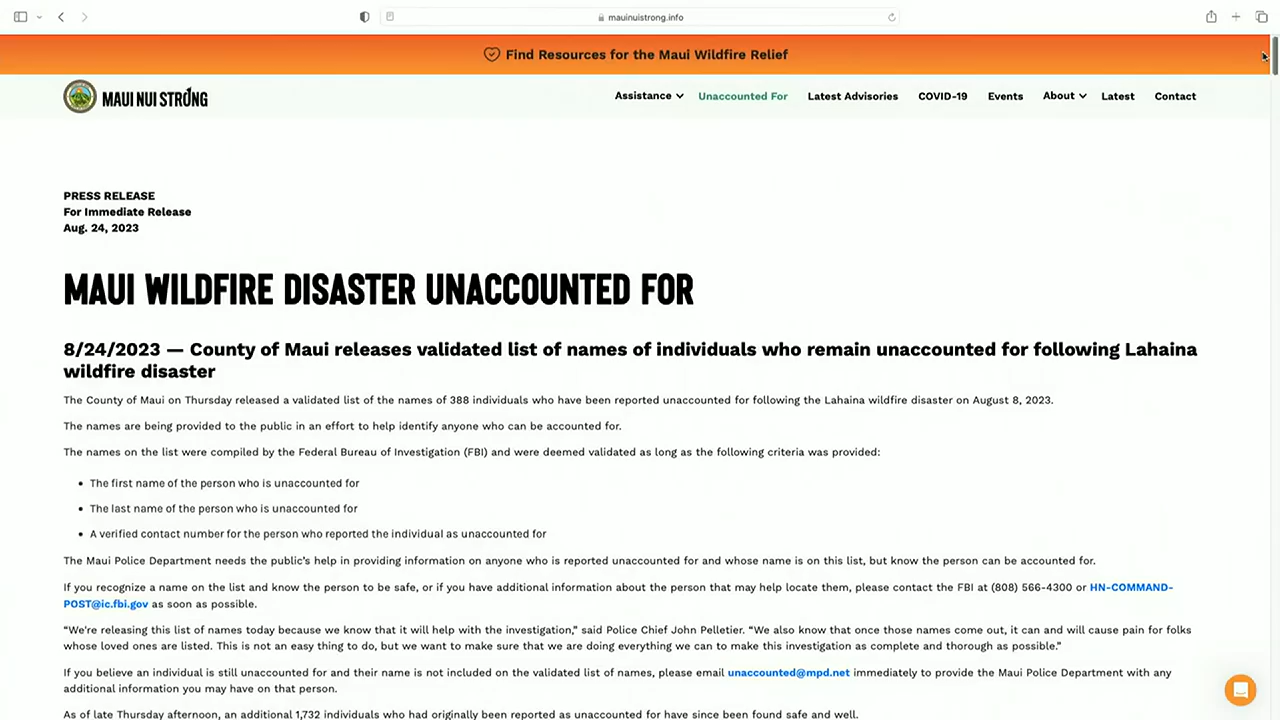 mauinuistrong.info
Find Resources for the Maui Wildfire Relief
MAUI NUI STRONG
Assistance
Unaccounted For
Latest Advisories
COVID-19
Events
About
Latest
Contact
PRESS RELEASE
For Immediate Release
Aug. 24, 2023
MAUI WILDFIRE DISASTER UNACCOUNTED FOR
8/24/2023 — County of Maui releases validated list of names of individuals who remain unaccounted for following Lahaina
wildfire disaster
The County of Maui on Thursday released a validated list of the names of 388 individuals who have been reported unaccounted for following the Lahaina wildfire disaster on August 8, 2023.
The names are being provided to the public in an effort to help identify anyone who can be accounted for.
The names on the list were compiled by the Federal Bureau of Investigation (FBI) and were deemed validated as long as the following criteria was provided:
• The first name of the person who is unaccounted for
• The last name of the person who is unaccounted for
• A verified contact number for the person who reported the individual as unaccounted for
The Maui Police Department needs the public's help in providing information on anyone who is reported unaccounted for and whose name is on this list, but know the person can be accounted for.
If you recognize a name on the list and know the person to be safe, or if you have additional information about the person that may help locate them, please contact the FBI at (808) 566-4300 or HN-COMMAND-
POST@ic.fbi.gov as soon as possible.
“We're releasing this list of names today because we know that it will help with the investigation,” said Police Chief John Pelletier. “We also know that once those names come out, it can and will cause pain for folks
whose loved ones are listed. This is not an easy thing to do, but we want to make sure that we are doing everything we can to make this investigation as complete and thorough as possible.”
If you believe an individual is still unaccounted for and their name is not included on the validated list of names, please email unaccounted@mpd.net immediately to provide the Maui Police Department with any
additional information you may have on that person.
As of late Thursday afternoon, an additional 1,732 individuals who had originally been reported as unaccounted for have since been found safe and well.